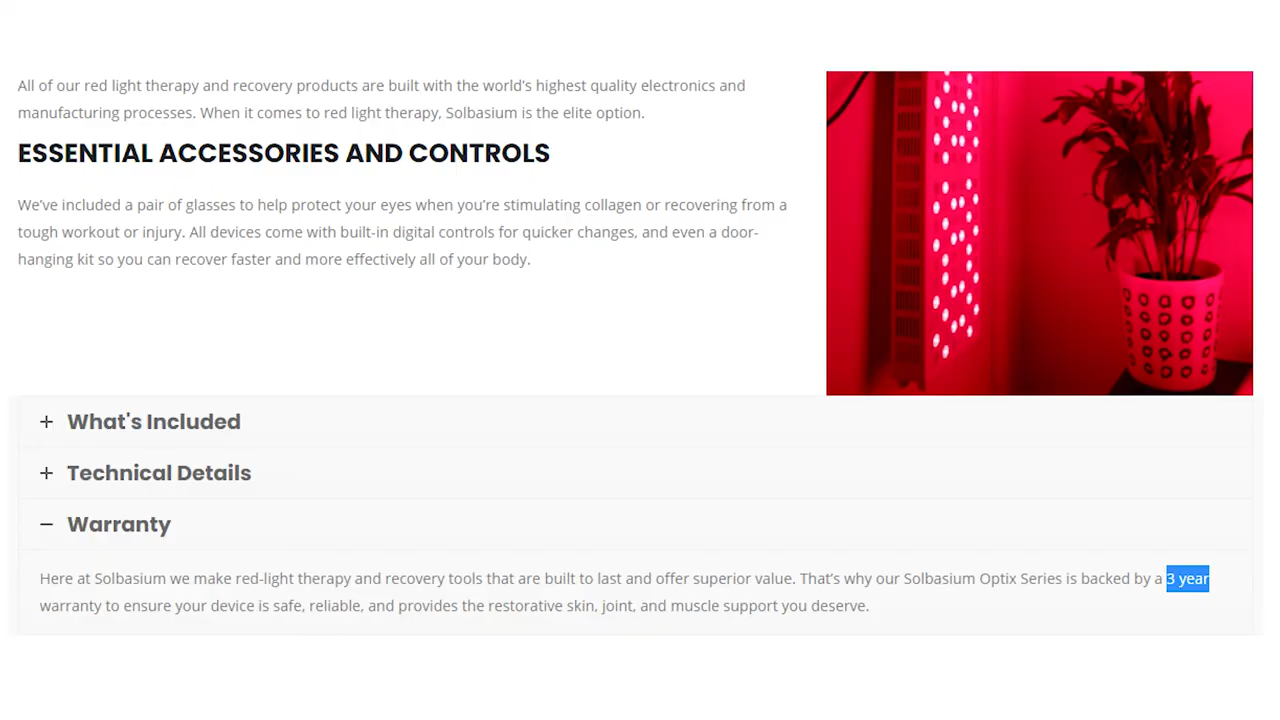 All of our red light therapy and recovery products are built with the world's highest quality electronics and
manufacturing processes. When it comes to red light therapy, Solbasium is the elite option.
ESSENTIAL ACCESSORIES AND CONTROLS
We’ve included a pair of glasses to help protect your eyes when you’re stimulating collagen or recovering from a
tough workout or injury. All devices come with built-in digital controls for quicker changes, and even a door-
hanging kit so you can recover faster and more effectively all of your body.
+ What's Included
+ Technical Details
− Warranty
Here at Solbasium we make red-light therapy and recovery tools that are built to last and offer superior value. That’s why our Solbasium Optix Series is backed by a 3 year
warranty to ensure your device is safe, reliable, and provides the restorative skin, joint, and muscle support you deserve.